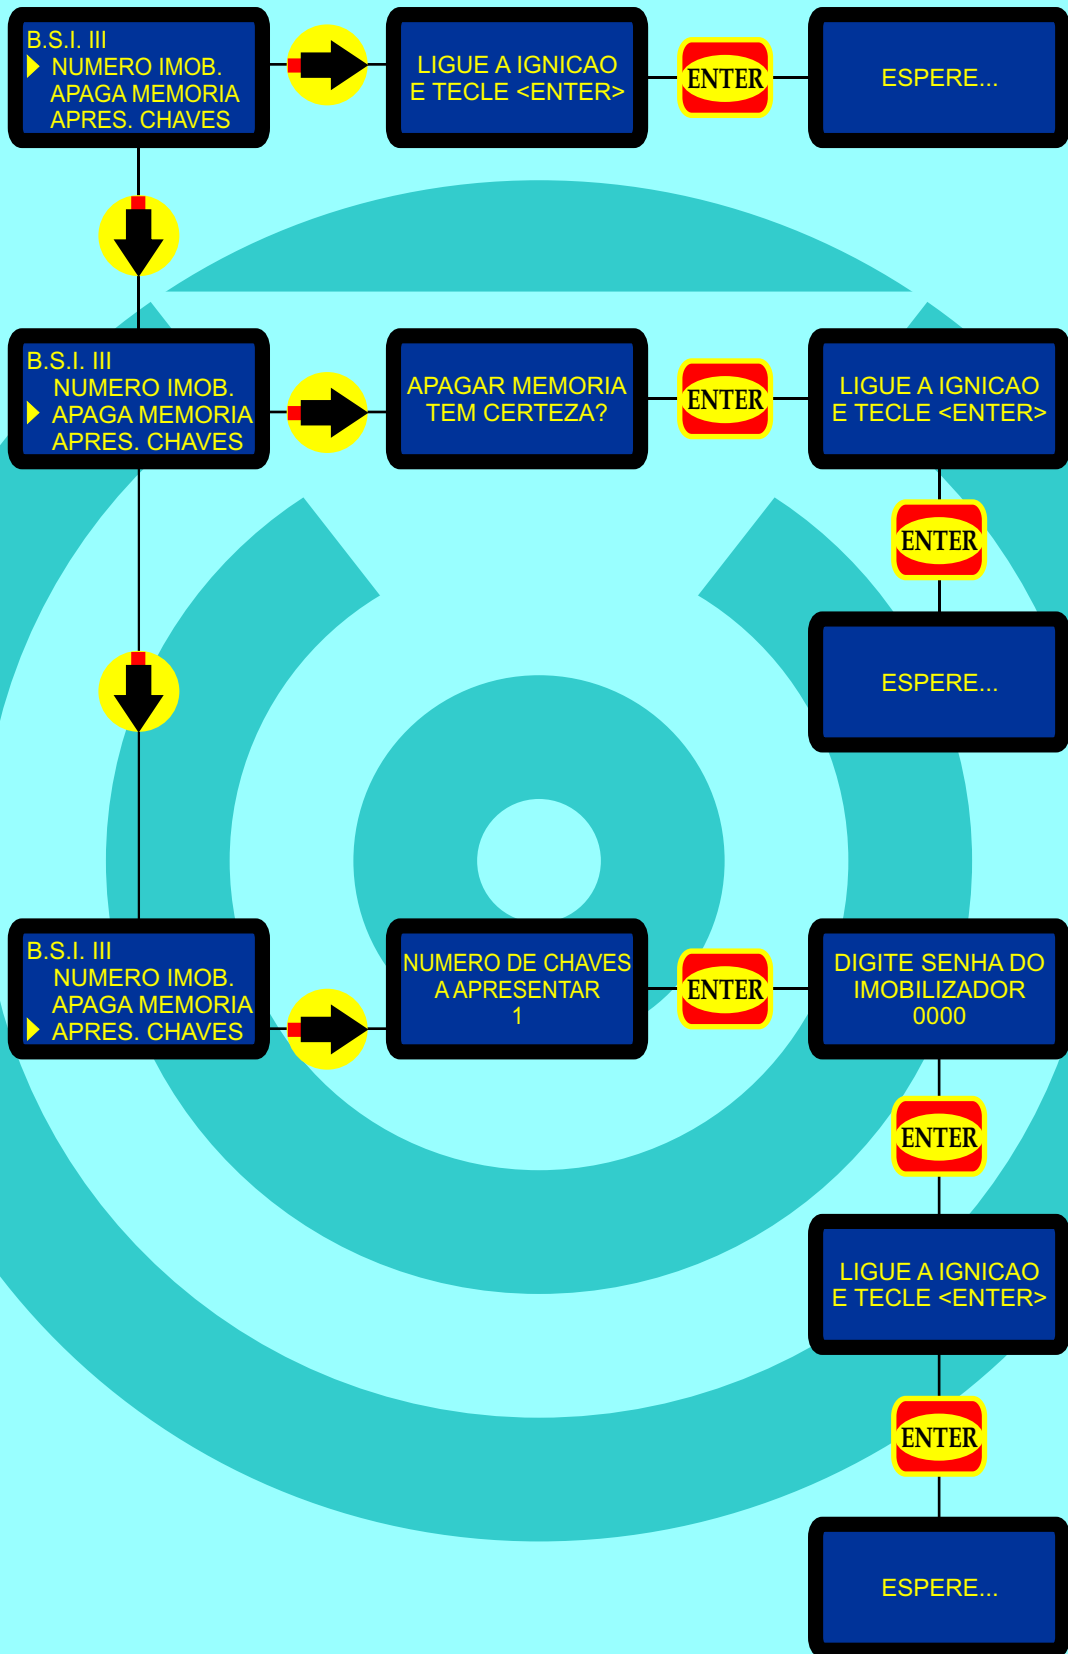 B.S.I. III
NUMERO IMOB.
APAGA MEMORIA
APRES. CHAVES
LIGUE A IGNICAO
E TECLE <ENTER>
ENTER
ESPERE...
B.S.I. III
NUMERO IMOB.
APAGA MEMORIA
APRES. CHAVES
APAGAR MEMORIA
TEM CERTEZA?
ENTER
LIGUE A IGNICAO
E TECLE <ENTER>
ENTER
ESPERE...
B.S.I. III
NUMERO IMOB.
APAGA MEMORIA
APRES. CHAVES
NUMERO DE CHAVES
A APRESENTAR
1
ENTER
DIGITE SENHA DO
IMOBILIZADOR
0000
ENTER
LIGUE A IGNICAO
E TECLE <ENTER>
ENTER
ESPERE...